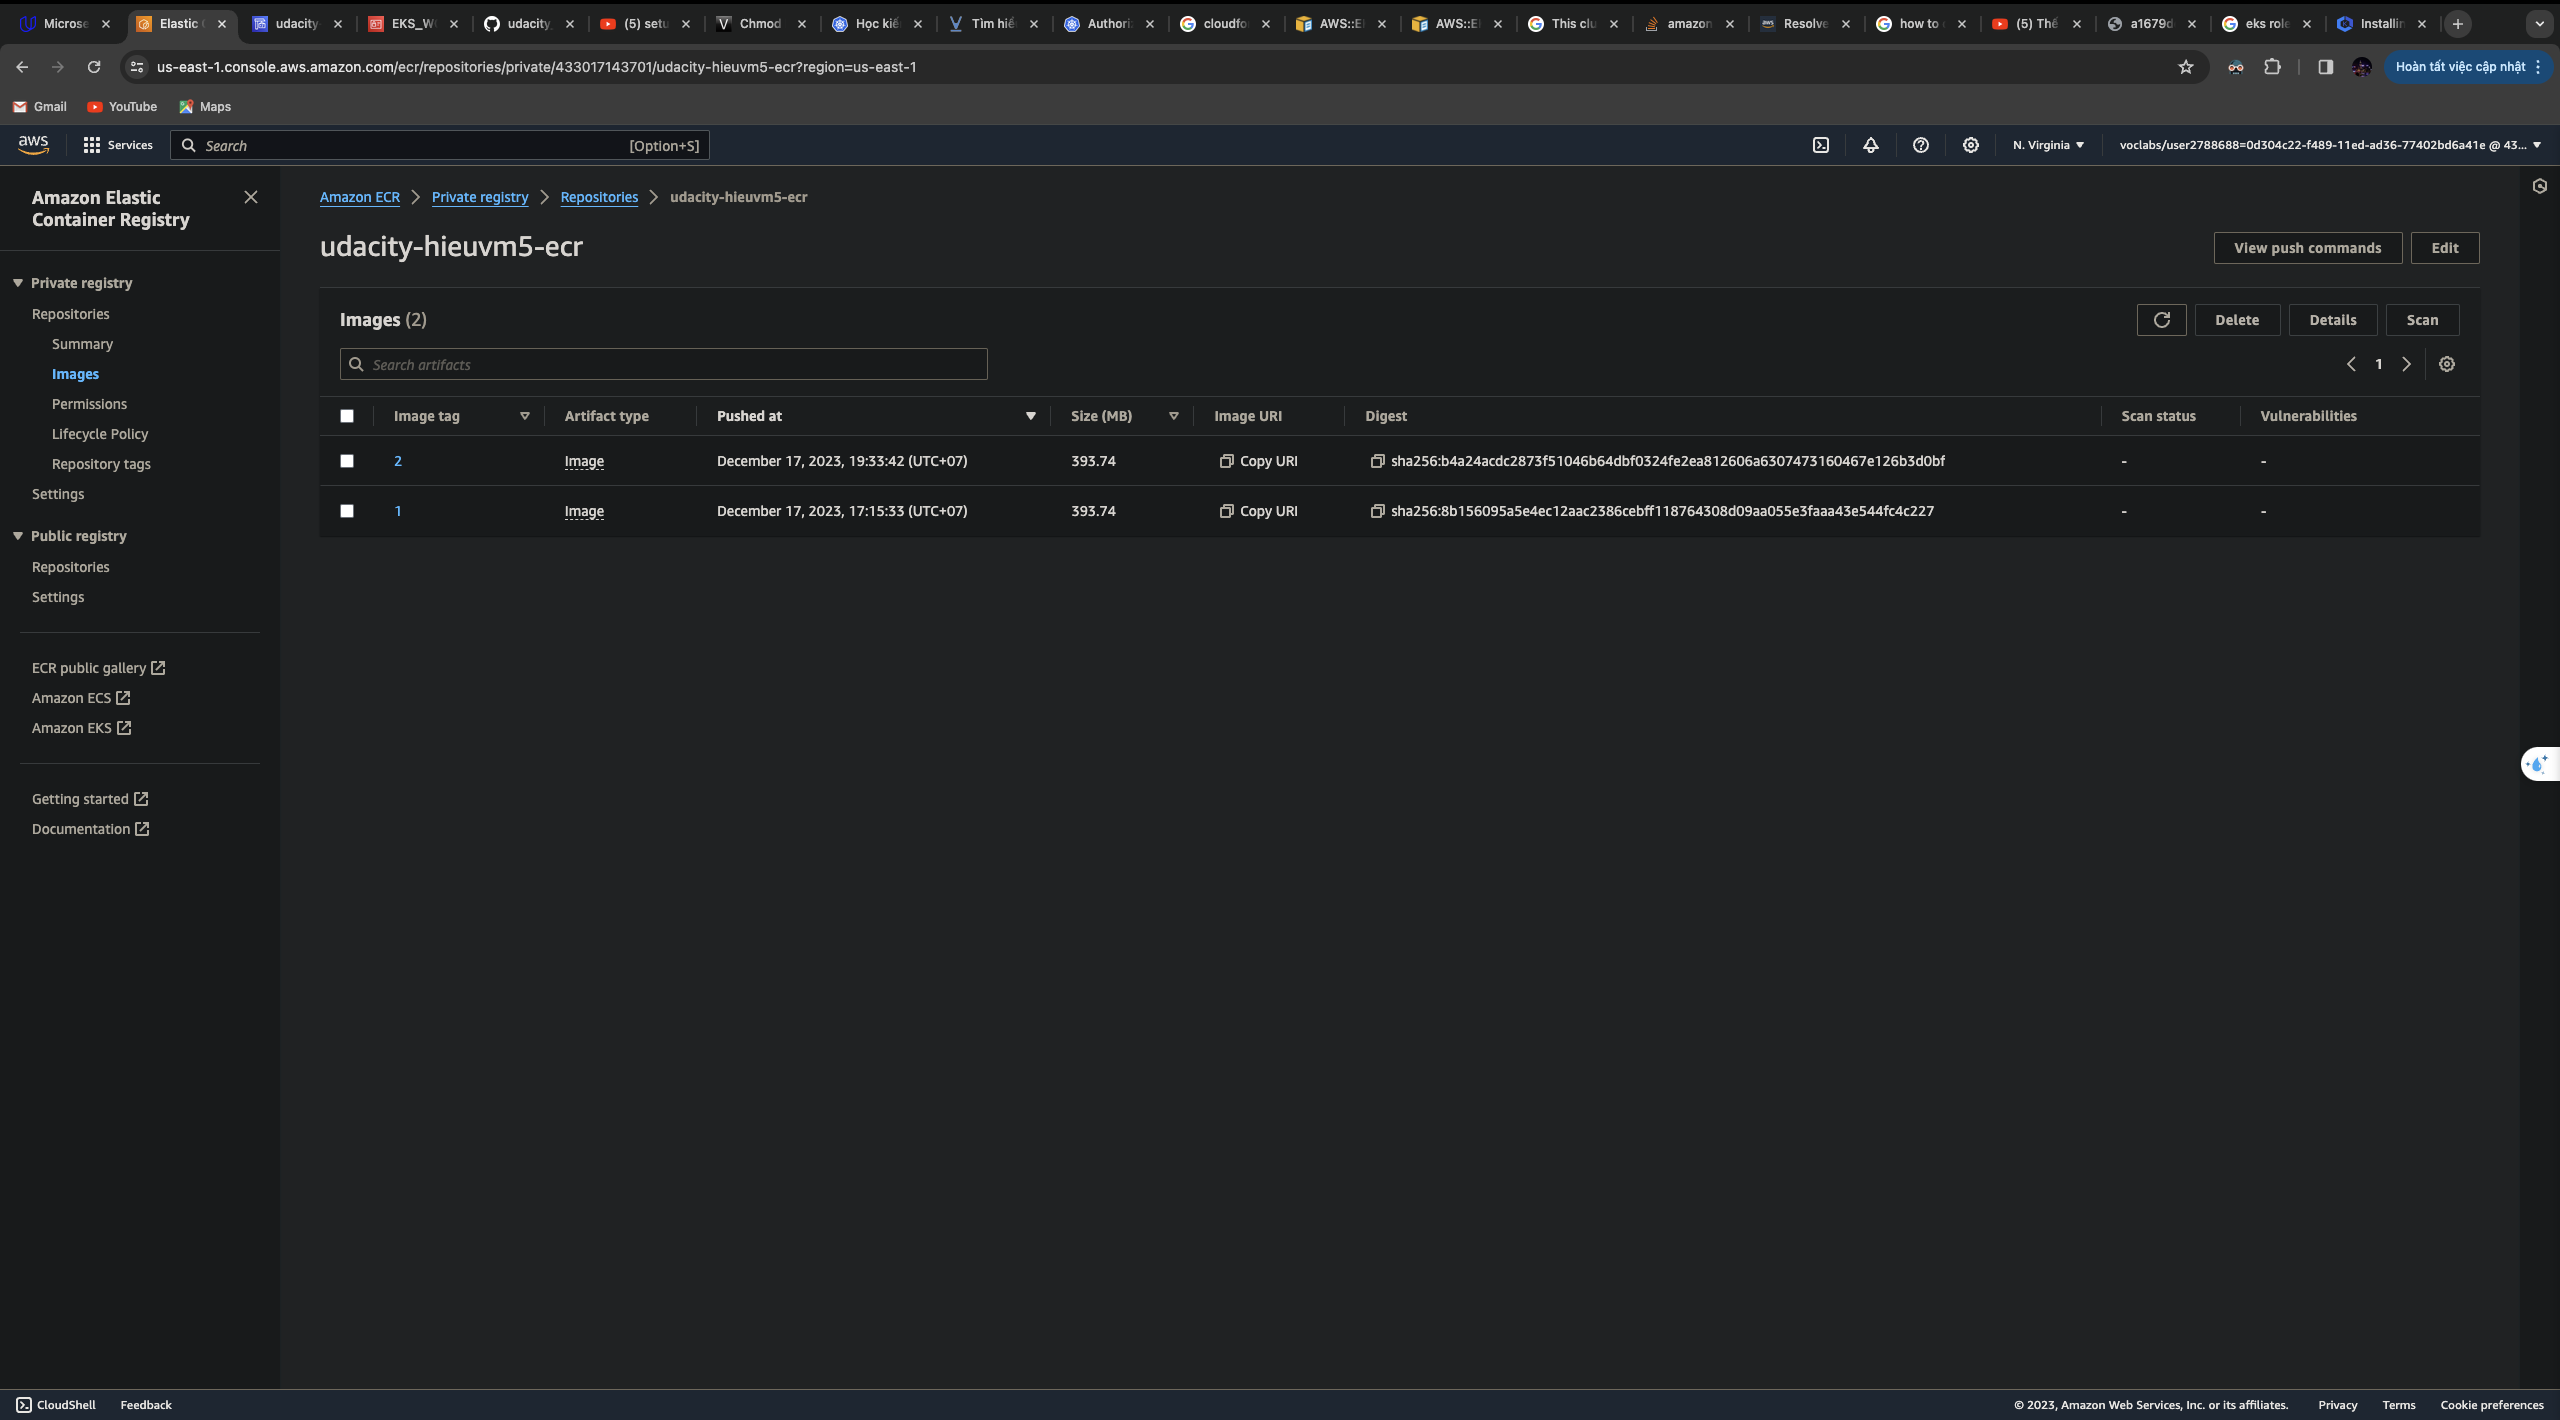 Microse
Elastic C
udacity
EKS_W
udacity_
(5) setu
Chmod
Học kiế
Tìm hiể
Authori
cloudfo
AWS::E
AWS::E
This clu
amazon
Resolve
how to
(5) Thế
a1679d
eks role
Installin
us-east-1.console.aws.amazon.com/ecr/repositories/private/433017143701/udacity-hieuvm5-ecr?region=us-east-1
Hoàn tất việc cập nhật
Gmail
YouTube
Maps
aws
Services
Search
[Option+S]
N. Virginia
voclabs/user2788688=0d304c22-f489-11ed-ad36-77402bd6a41e @ 43...
Amazon Elastic
Container Registry
Private registry
Repositories
Summary
Images
Permissions
Lifecycle Policy
Repository tags
Settings
Public registry
Repositories
Settings
ECR public gallery
Amazon ECS
Amazon EKS
Getting started
Documentation
Amazon ECR
Private registry
Repositories
udacity-hieuvm5-ecr
udacity-hieuvm5-ecr
View push commands
Edit
Images (2)
Delete
Details
Scan
Search artifacts
1
Image tag Artifact type Pushed at Size (MB) Image URI Digest Scan status Vulnerabilities
2 Image December 17, 2023, 19:33:42 (UTC+07) 393.74 Copy URI sha256:b4a24acdc2873f51046b64dbf0324fe2ea812606a6307473160467e126b3d0bf - -
1 Image December 17, 2023, 17:15:33 (UTC+07) 393.74 Copy URI sha256:8b156095a5e4ec12aac2386cebff118764308d09aa055e3faaa43e544fc4c227 - -
CloudShell
Feedback
© 2023, Amazon Web Services, Inc. or its affiliates.
Privacy
Terms
Cookie preferences